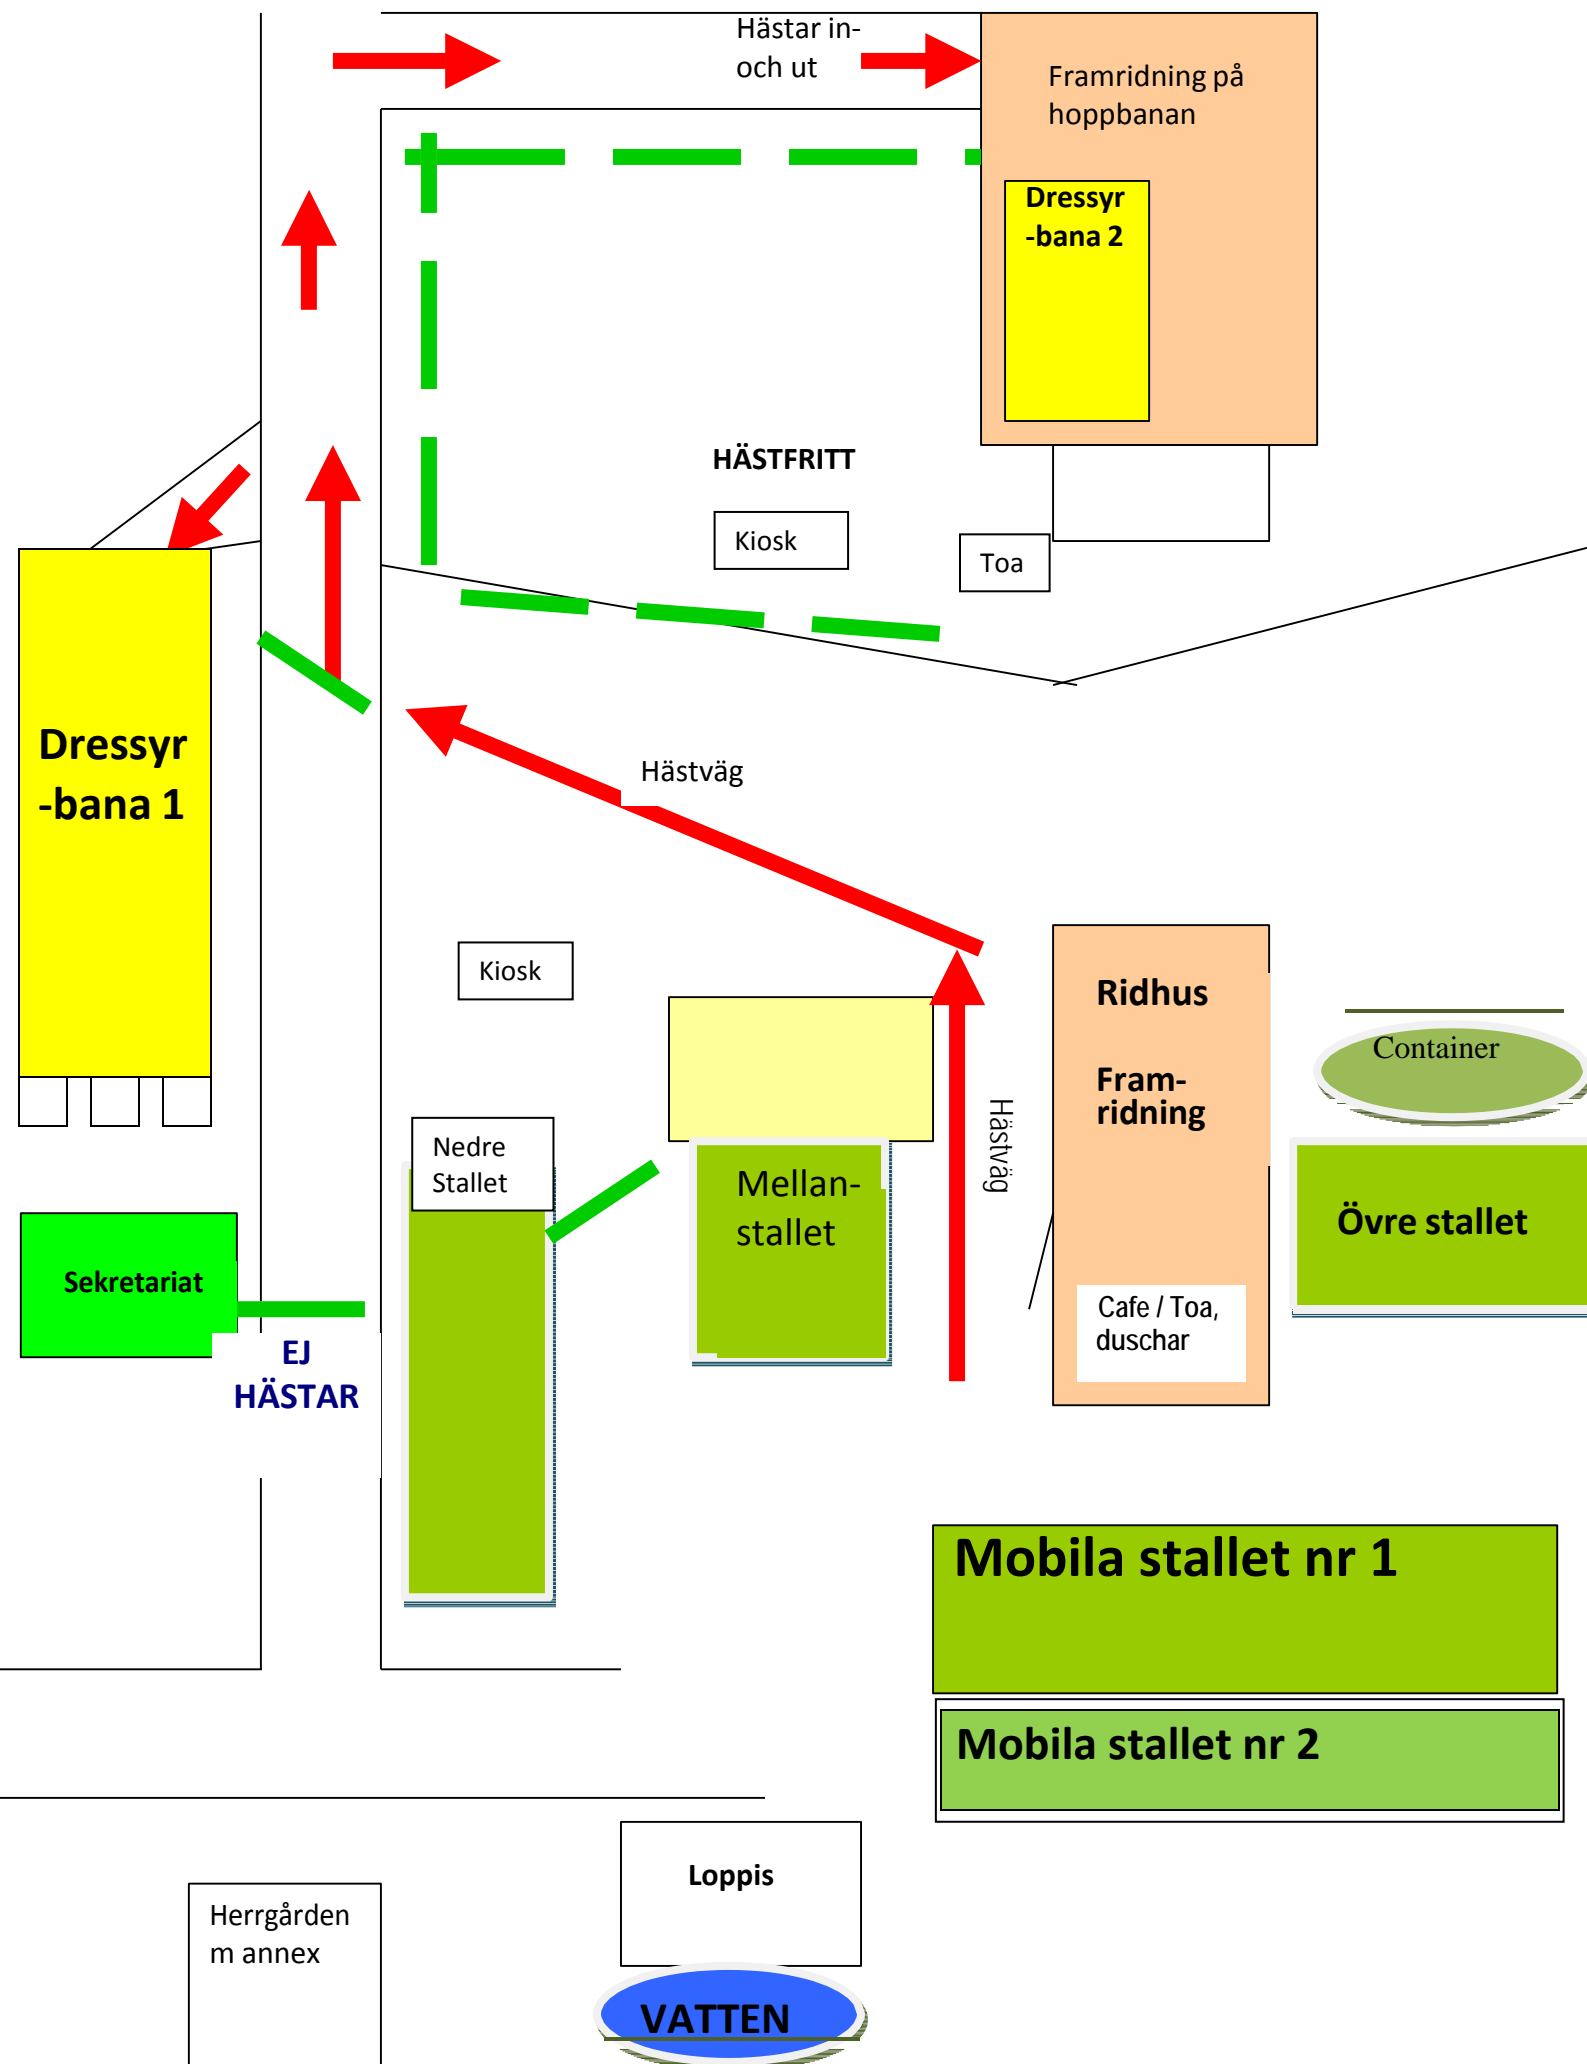 Hästar in-
och ut
Framridning på
hoppbanan
Dressyr
-bana 2
HÄSTFRITT
Kiosk
Toa
Dressyr
-bana 1
Hästväg
Kiosk
Ridhus
Fram-
ridning
Container
Hästväg
Nedre
Stallet
Mellan-
stallet
Övre stallet
Sekretariat
Cafe / Toa,
duschar
EJ
HÄSTAR
Mobila stallet nr 1
Mobila stallet nr 2
Loppis
Herrgården
m annex
VATTEN